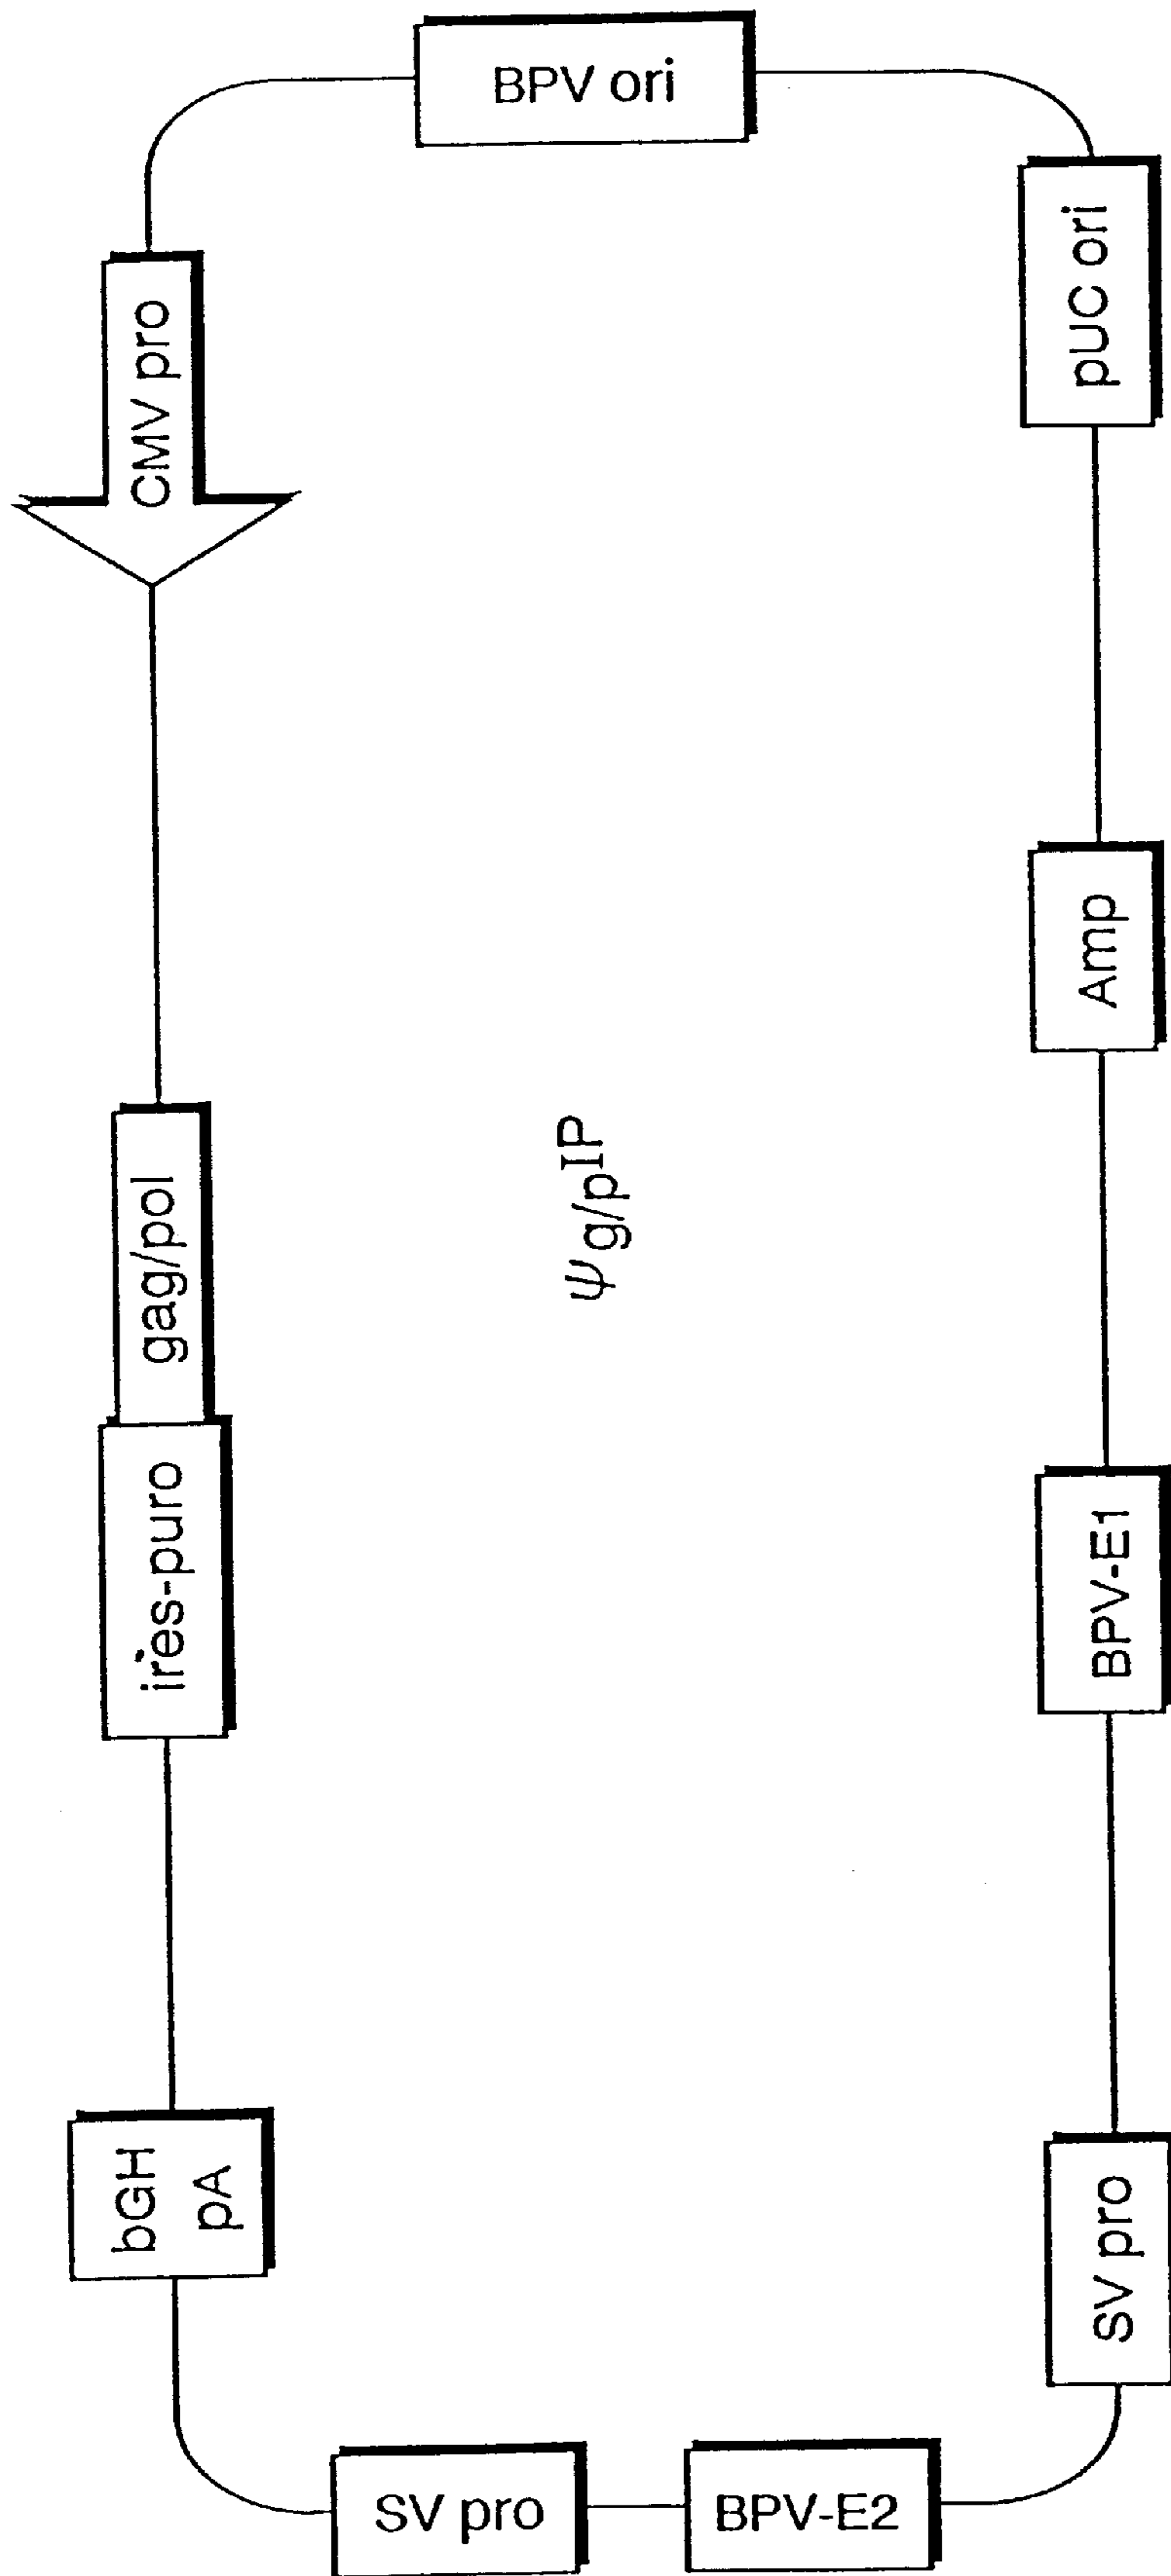 BPV ori
CMV pro
pUC ori
Amp
gag/pol
ψg/pIP
ires-puro
BPV-E1
bGH
pA
SV pro
SV pro
BPV-E2